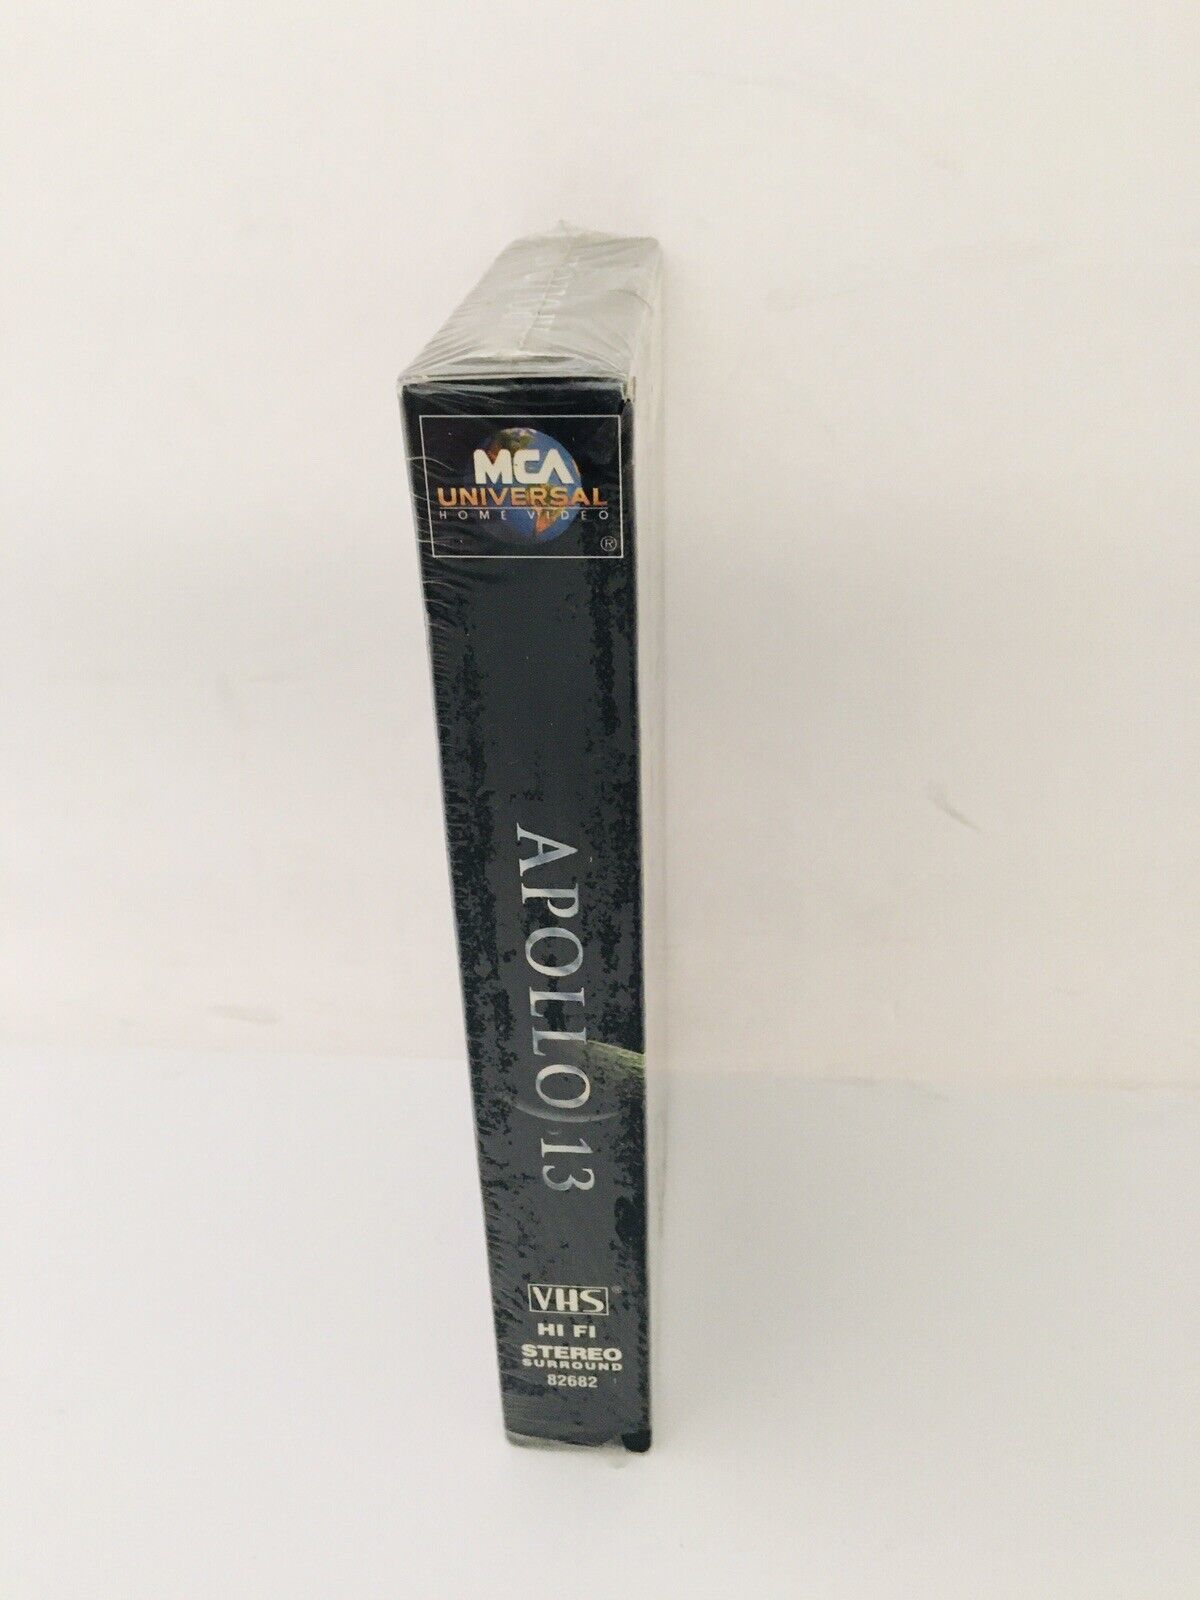 MCA
UNIVERSAL
HOME VIDEO
®
APOLLO 13
VHS®
HI FI
STEREO
SURROUND
82682